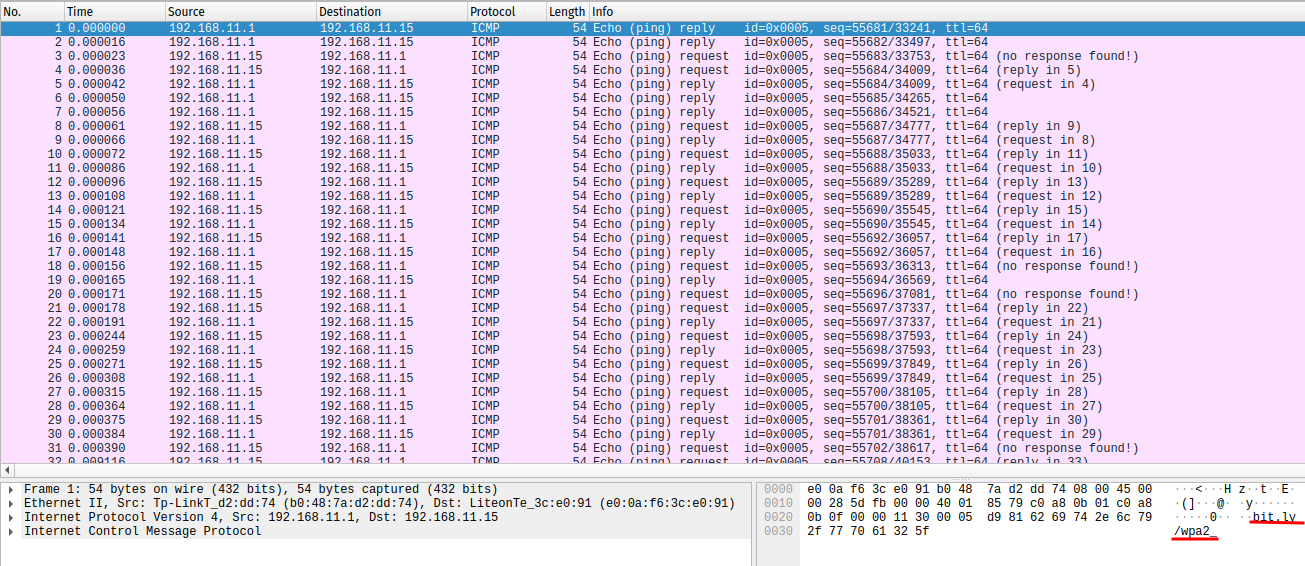 No. Time Source Destination Protocol Length Info
1 0.000000 192.168.11.1 192.168.11.15 ICMP 54 Echo (ping) reply id=0x0005, seq=55681/33241, ttl=64
2 0.000016 192.168.11.1 192.168.11.15 ICMP 54 Echo (ping) reply id=0x0005, seq=55682/33497, ttl=64
3 0.000023 192.168.11.15 192.168.11.1 ICMP 54 Echo (ping) request id=0x0005, seq=55683/33753, ttl=64 (no response found!)
4 0.000036 192.168.11.15 192.168.11.1 ICMP 54 Echo (ping) request id=0x0005, seq=55684/34009, ttl=64 (reply in 5)
5 0.000042 192.168.11.1 192.168.11.15 ICMP 54 Echo (ping) reply id=0x0005, seq=55684/34009, ttl=64 (request in 4)
6 0.000050 192.168.11.1 192.168.11.15 ICMP 54 Echo (ping) reply id=0x0005, seq=55685/34265, ttl=64
7 0.000056 192.168.11.1 192.168.11.15 ICMP 54 Echo (ping) reply id=0x0005, seq=55686/34521, ttl=64
8 0.000061 192.168.11.15 192.168.11.1 ICMP 54 Echo (ping) request id=0x0005, seq=55687/34777, ttl=64 (reply in 9)
9 0.000066 192.168.11.1 192.168.11.15 ICMP 54 Echo (ping) reply id=0x0005, seq=55687/34777, ttl=64 (request in 8)
10 0.000072 192.168.11.15 192.168.11.1 ICMP 54 Echo (ping) request id=0x0005, seq=55688/35033, ttl=64 (reply in 11)
11 0.000086 192.168.11.1 192.168.11.15 ICMP 54 Echo (ping) reply id=0x0005, seq=55688/35033, ttl=64 (request in 10)
12 0.000096 192.168.11.15 192.168.11.1 ICMP 54 Echo (ping) request id=0x0005, seq=55689/35289, ttl=64 (reply in 13)
13 0.000108 192.168.11.1 192.168.11.15 ICMP 54 Echo (ping) reply id=0x0005, seq=55689/35289, ttl=64 (request in 12)
14 0.000121 192.168.11.15 192.168.11.1 ICMP 54 Echo (ping) request id=0x0005, seq=55690/35545, ttl=64 (reply in 15)
15 0.000134 192.168.11.1 192.168.11.15 ICMP 54 Echo (ping) reply id=0x0005, seq=55690/35545, ttl=64 (request in 14)
16 0.000141 192.168.11.15 192.168.11.1 ICMP 54 Echo (ping) request id=0x0005, seq=55692/36057, ttl=64 (reply in 17)
17 0.000148 192.168.11.1 192.168.11.15 ICMP 54 Echo (ping) reply id=0x0005, seq=55692/36057, ttl=64 (request in 16)
18 0.000156 192.168.11.15 192.168.11.1 ICMP 54 Echo (ping) request id=0x0005, seq=55693/36313, ttl=64 (no response found!)
19 0.000165 192.168.11.1 192.168.11.15 ICMP 54 Echo (ping) reply id=0x0005, seq=55694/36569, ttl=64
20 0.000171 192.168.11.15 192.168.11.1 ICMP 54 Echo (ping) request id=0x0005, seq=55696/37081, ttl=64 (no response found!)
21 0.000178 192.168.11.15 192.168.11.1 ICMP 54 Echo (ping) request id=0x0005, seq=55697/37337, ttl=64 (reply in 22)
22 0.000191 192.168.11.1 192.168.11.15 ICMP 54 Echo (ping) reply id=0x0005, seq=55697/37337, ttl=64 (request in 21)
23 0.000244 192.168.11.15 192.168.11.1 ICMP 54 Echo (ping) request id=0x0005, seq=55698/37593, ttl=64 (reply in 24)
24 0.000259 192.168.11.1 192.168.11.15 ICMP 54 Echo (ping) reply id=0x0005, seq=55698/37593, ttl=64 (request in 23)
25 0.000271 192.168.11.15 192.168.11.1 ICMP 54 Echo (ping) request id=0x0005, seq=55699/37849, ttl=64 (reply in 26)
26 0.000308 192.168.11.1 192.168.11.15 ICMP 54 Echo (ping) reply id=0x0005, seq=55699/37849, ttl=64 (request in 25)
27 0.000315 192.168.11.15 192.168.11.1 ICMP 54 Echo (ping) request id=0x0005, seq=55700/38105, ttl=64 (reply in 28)
28 0.000364 192.168.11.1 192.168.11.15 ICMP 54 Echo (ping) reply id=0x0005, seq=55700/38105, ttl=64 (request in 27)
29 0.000375 192.168.11.15 192.168.11.1 ICMP 54 Echo (ping) request id=0x0005, seq=55701/38361, ttl=64 (reply in 30)
30 0.000384 192.168.11.1 192.168.11.15 ICMP 54 Echo (ping) reply id=0x0005, seq=55701/38361, ttl=64 (request in 29)
31 0.000390 192.168.11.15 192.168.11.1 ICMP 54 Echo (ping) request id=0x0005, seq=55702/38617, ttl=64 (no response found!)
32 0.009116 192.168.11.15 192.168.11.1 ICMP 54 Echo (ping) request id=0x0005, seq=55708/40153, ttl=64 (reply in 33)
Frame 1: 54 bytes on wire (432 bits), 54 bytes captured (432 bits)
Ethernet II, Src: Tp-LinkT_d2:dd:74 (b0:48:7a:d2:dd:74), Dst: LiteonTe_3c:e0:91 (e0:0a:f6:3c:e0:91)
Internet Protocol Version 4, Src: 192.168.11.1, Dst: 192.168.11.15
Internet Control Message Protocol
0000 e0 0a f6 3c e0 91 b0 48 7a d2 dd 74 08 00 45 00 ···<···H z··t··E·
0010 00 28 5d fb 00 00 40 01 85 79 c0 a8 0b 01 c0 a8 ·(]···@· ·y······
0020 0b 0f 00 00 11 30 00 05 d9 81 62 69 74 2e 6c 79 ·····0·· ··bit.ly
0030 2f 77 70 61 32 5f /wpa2_